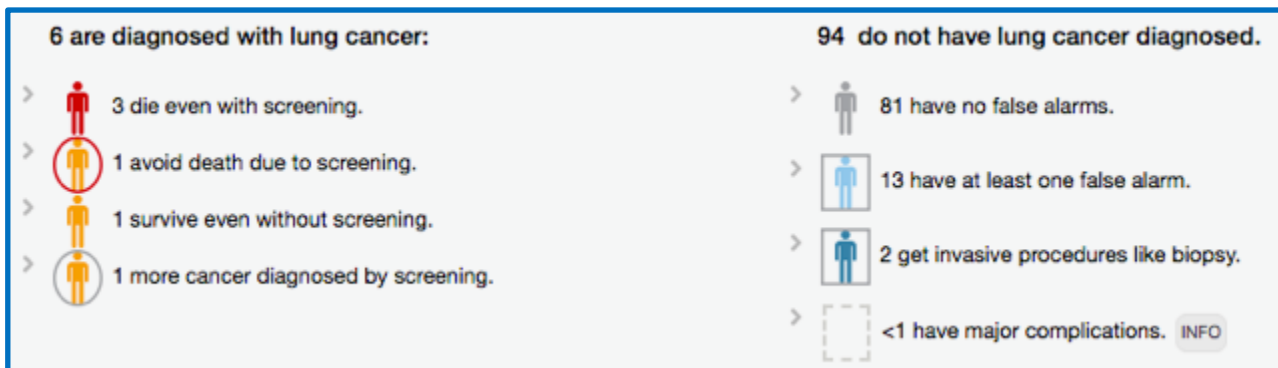 6 are diagnosed with lung cancer:
3 die even with screening.
1 avoid death due to screening.
1 survive even without screening.
1 more cancer diagnosed by screening.
94 do not have lung cancer diagnosed.
81 have no false alarms.
13 have at least one false alarm.
2 get invasive procedures like biopsy.
<1 have major complications. INFO